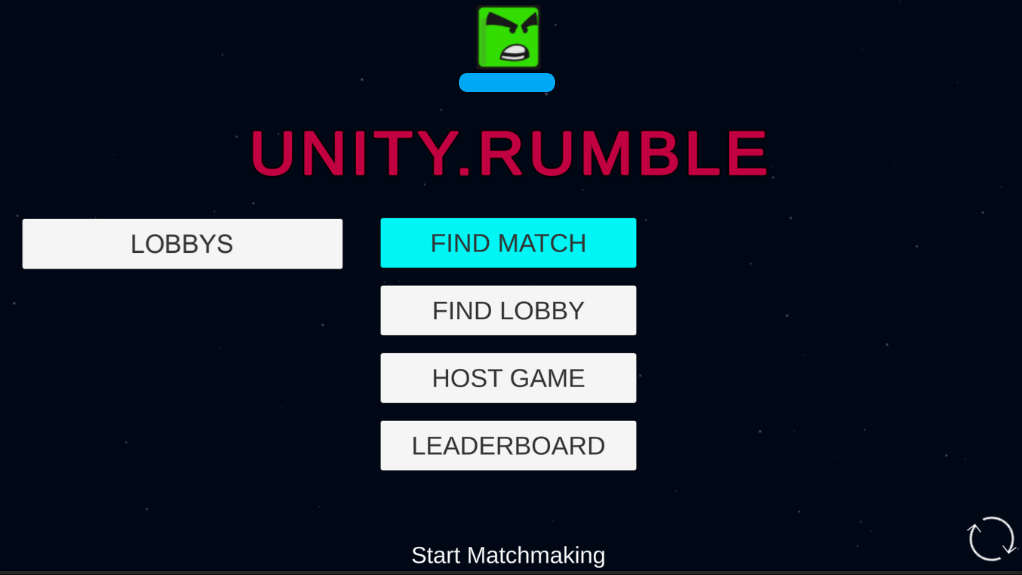 UNITY.RUMBLE
LOBBYS
FIND MATCH
FIND LOBBY
HOST GAME
LEADERBOARD
Start Matchmaking